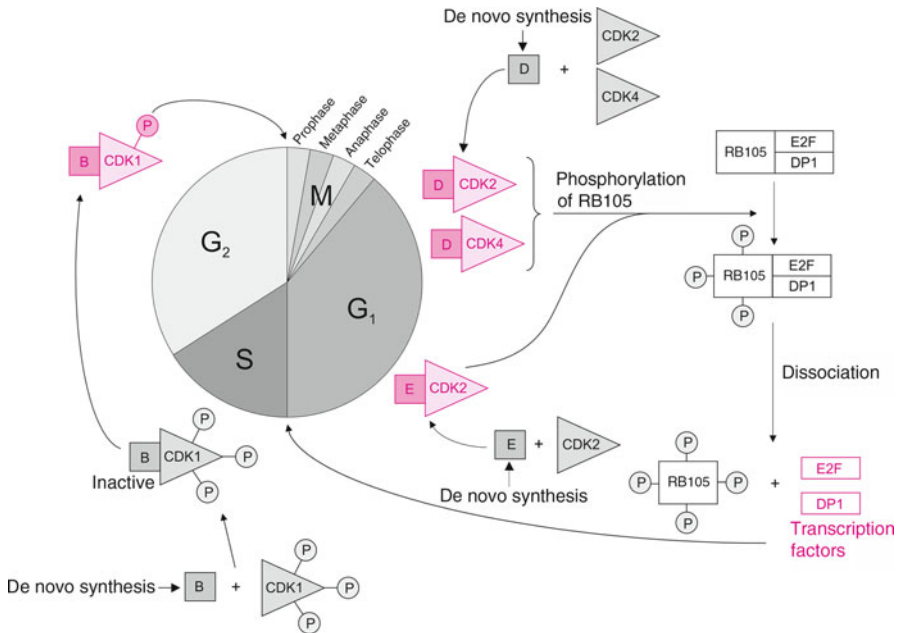 De novo synthesis
D
+
CDK2
CDK4
P
B
CDK1
Prophase
Metaphase
Anaphase
Telophase
M
G₂
G₁
S
D
CDK2
D
CDK4
Phosphorylation
of RB105
RB105
E2F
DP1
P
P
RB105
E2F
DP1
P
E
CDK2
Dissociation
B
CDK1
P
P
P
Inactive
E
+
CDK2
De novo synthesis
P
P
RB105
P
P
+
E2F
DP1
Transcription
factors
De novo synthesis
B
+
CDK1
P
P
P